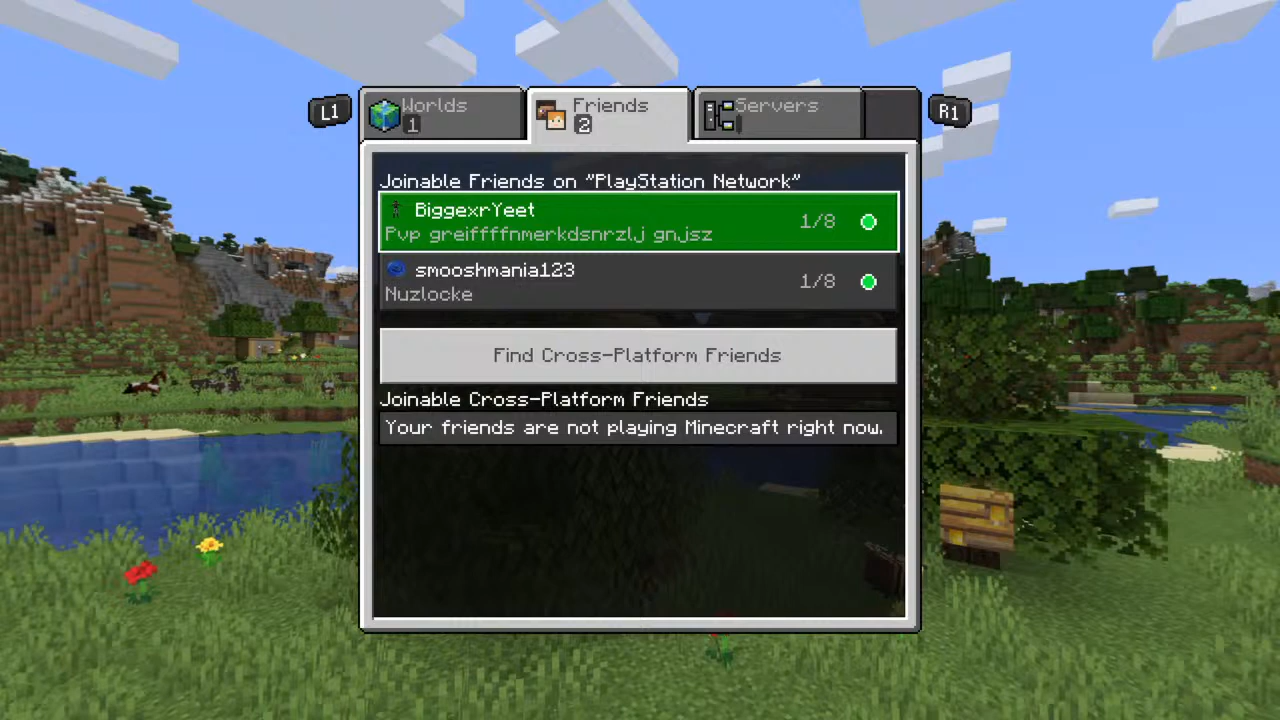 L1
Worlds
1
Friends
2
Servers
R1
Joinable Friends on "PlayStation Network"
BiggexrYeet
Pvp greiffffnmerkdsnrzlj gnjsz
1/8
smooshmania123
Nuzlocke
1/8
Find Cross-Platform Friends
Joinable Cross-Platform Friends
Your friends are not playing Minecraft right now.